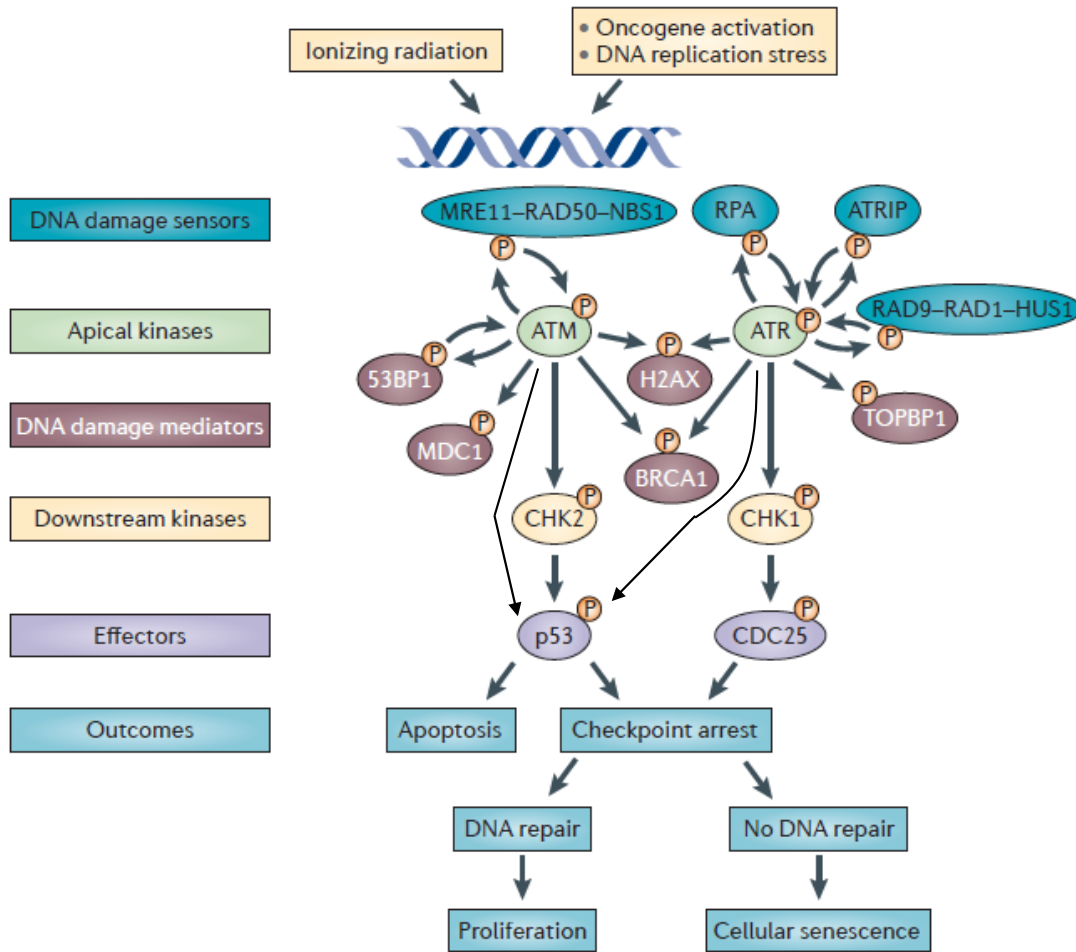 Ionizing radiation
• Oncogene activation
• DNA replication stress
DNA damage sensors
MRE11–RAD50–NBS1
RPA
ATRIP
P
P
P
RAD9–RAD1–HUS1
P
P
P
Apical kinases
ATM
ATR
P
P
P
53BP1
H2AX
P
TOPBP1
DNA damage mediators
P
MDC1
P
BRCA1
Downstream kinases
CHK2
P
CHK1
P
Effectors
p53
P
CDC25
P
Outcomes
Apoptosis
Checkpoint arrest
DNA repair
No DNA repair
Proliferation
Cellular senescence